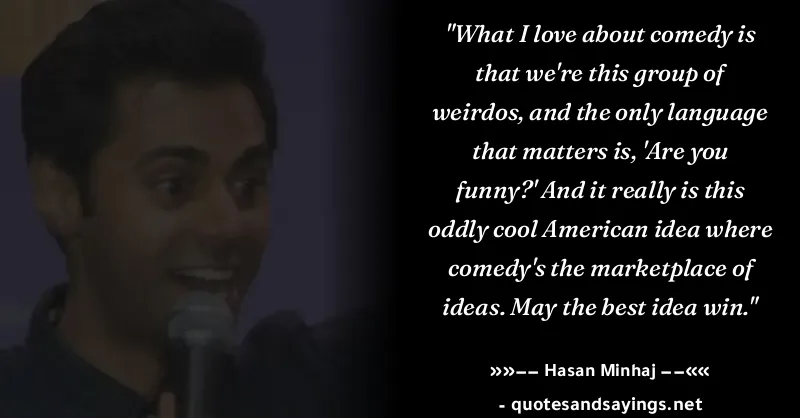 "What I love about comedy is
that we're this group of
weirdos, and the only language
that matters is, 'Are you
funny?' And it really is this
oddly cool American idea where
comedy's the marketplace of
ideas. May the best idea win."
»»−− Hasan Minhaj −−««
- quotesandsayings.net